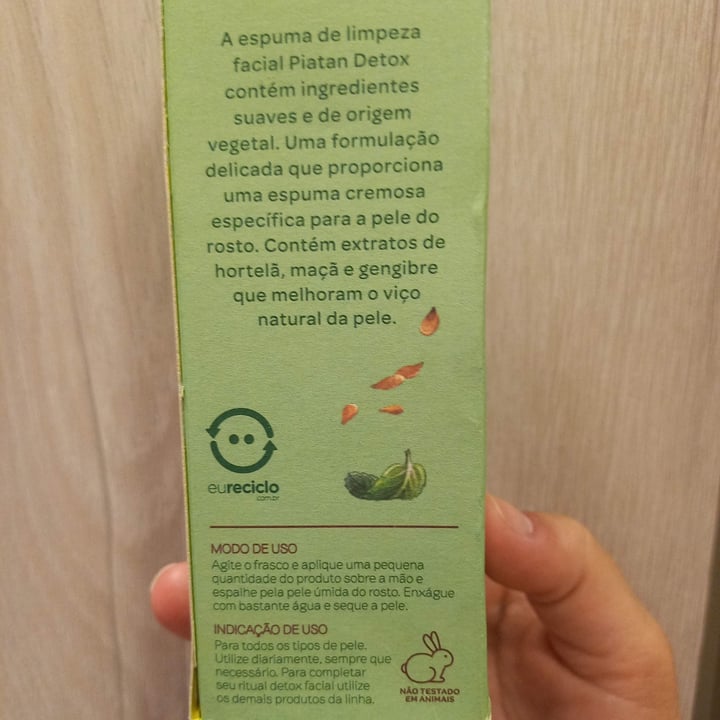 A espuma de limpeza
facial Piatan Detox
contém ingredientes
suaves e de origem
vegetal. Uma formulação
delicada que proporciona
uma espuma cremosa
específica para a pele do
rosto. Contém extratos de
hortelã, maçã e gengibre
que melhoram o viço
natural da pele.
eureciclo
com.br
MODO DE USO
Agite o frasco e aplique uma pequena
quantidade do produto sobre a mão e
espalhe pela pele úmida do rosto. Enxágue
com bastante água e seque a pele.
INDICAÇÃO DE USO
Para todos os tipos de pele.
Utilize diariamente, sempre que
necessário. Para completar
seu ritual detox facial utilize
os demais produtos da linha.
NÃO TESTADO
EM ANIMAIS